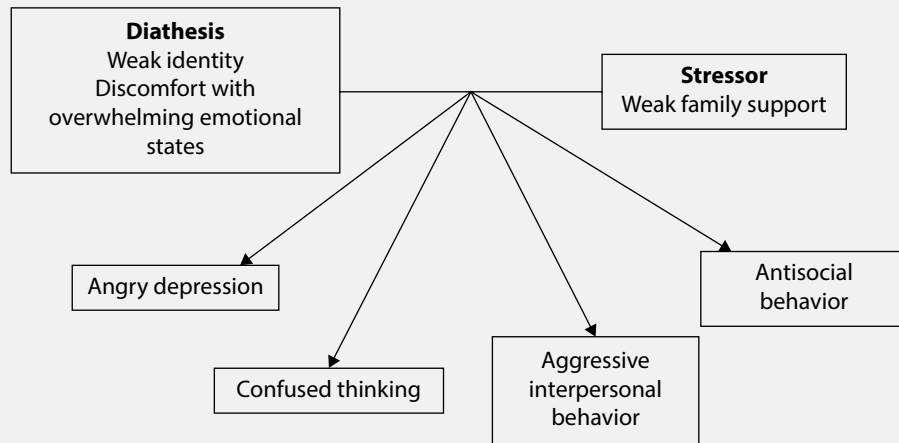 Diathesis
Weak identity
Discomfort with
overwhelming emotional
states
Stressor
Weak family support
Angry depression
Confused thinking
Aggressive
interpersonal
behavior
Antisocial
behavior